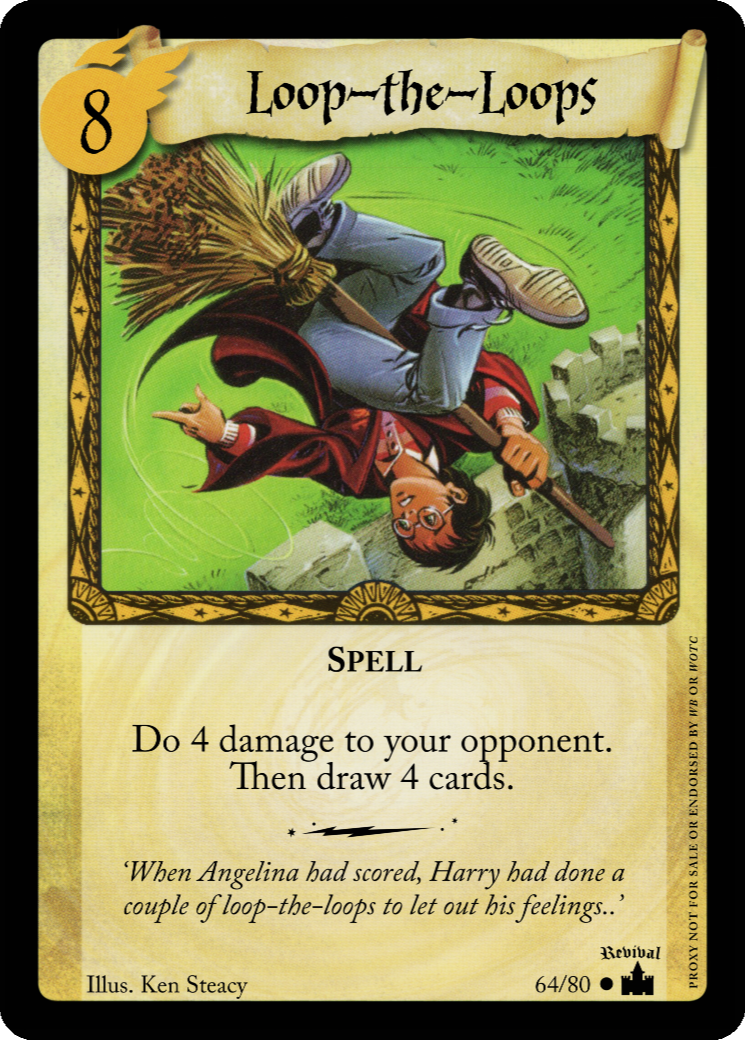 8
Loop-the-Loops
SPELL
Do 4 damage to your opponent.
Then draw 4 cards.
‘When Angelina had scored, Harry had done a
couple of loop-the-loops to let out his feelings..’
PROXY NOT FOR SALE OR ENDORSED BY WB OR WOTC
Revival
Illus. Ken Steacy
64/80